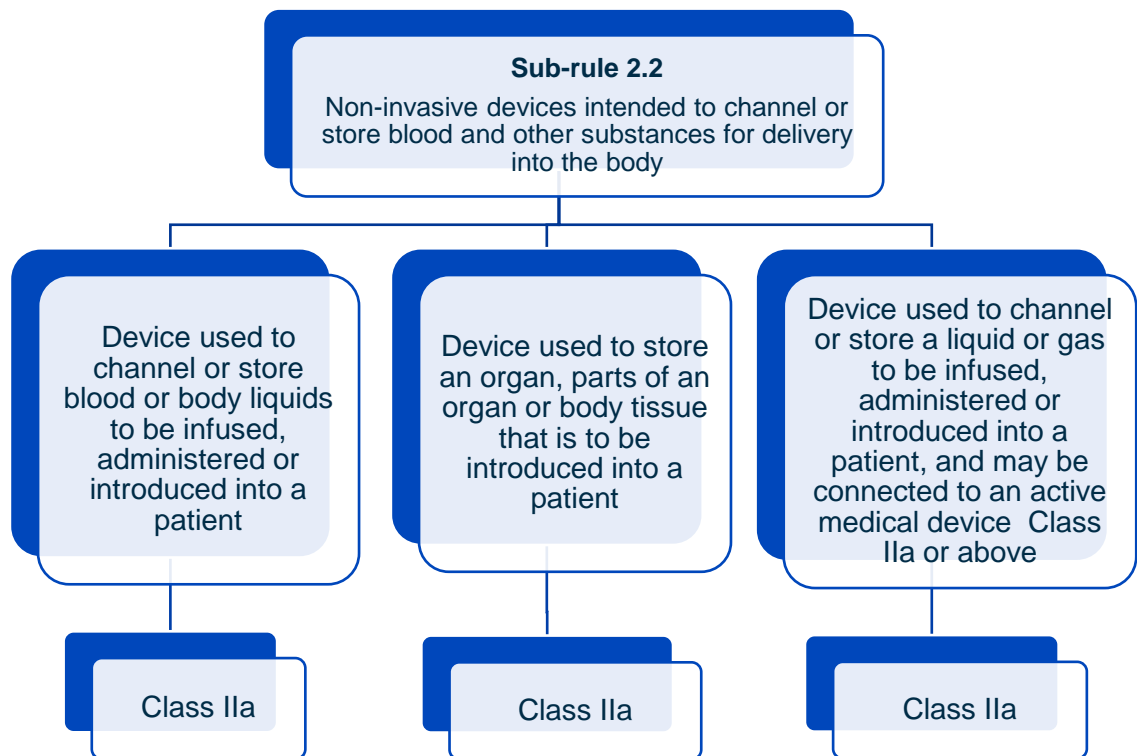 Sub-rule 2.2
Non-invasive devices intended to channel or
store blood and other substances for delivery
into the body
Device used to
channel or store
blood or body liquids
to be infused,
administered or
introduced into a
patient
Device used to store
an organ, parts of an
organ or body tissue
that is to be
introduced into a
patient
Device used to channel
or store a liquid or gas
to be infused,
administered or
introduced into a
patient, and may be
connected to an active
medical device  Class
IIa or above
Class IIa
Class IIa
Class IIa